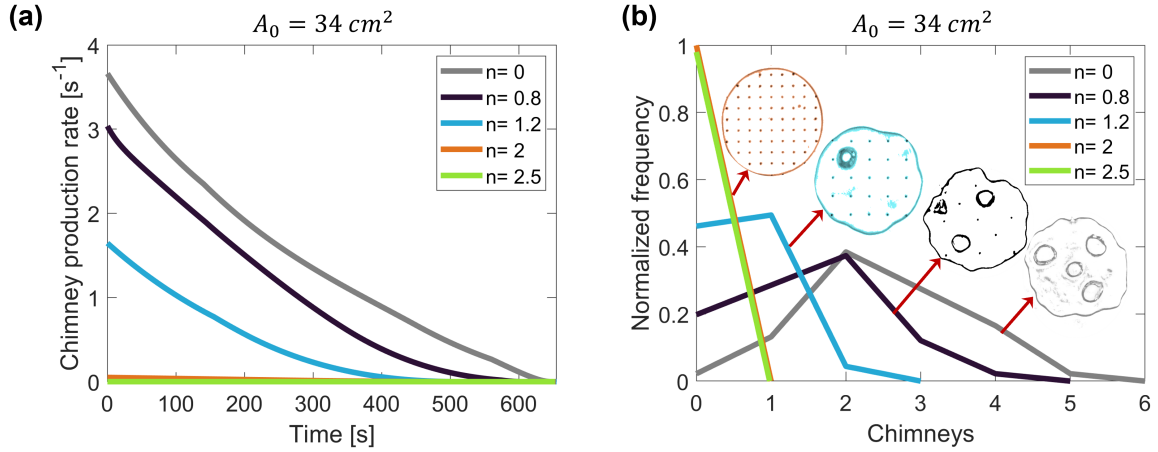 (a)
A₀ = 34 cm²
Chimney production rate [s⁻¹]
4
3
2
1
0
0 100 200 300 400 500 600
Time [s]
n= 0
n= 0.8
n= 1.2
n= 2
n= 2.5
(b)
A₀ = 34 cm²
Normalized frequency
1
0.8
0.6
0.4
0.2
0
0 1 2 3 4 5 6
Chimneys
n= 0
n= 0.8
n= 1.2
n= 2
n= 2.5